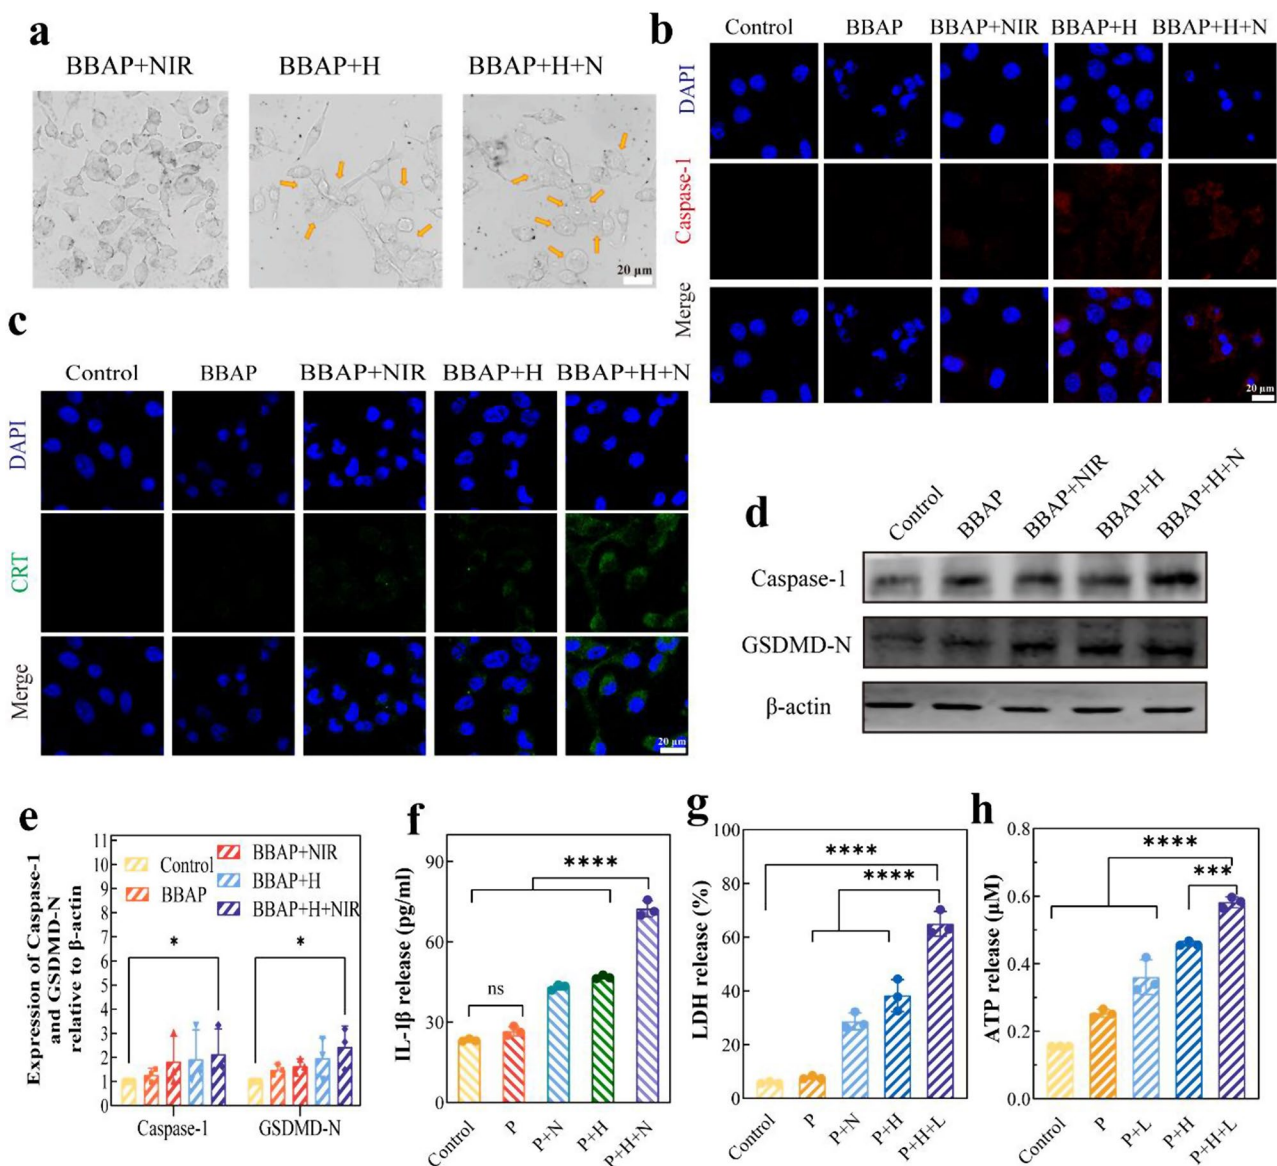 a
BBAP+NIR
BBAP+H
BBAP+H+N
20 μm
b
Control
BBAP
BBAP+NIR
BBAP+H
BBAP+H+N
DAPI
Caspase-1
Merge
20 μm
c
Control
BBAP
BBAP+NIR
BBAP+H
BBAP+H+N
DAPI
CRT
Merge
20 μm
d
Control
BBAP
BBAP+NIR
BBAP+H
BBAP+H+N
Caspase-1
GSDMD-N
β-actin
e
Expression of Caspase-1
and GSDMD-N
relative to β-actin
11
10
9
8
7
6
5
4
3
2
1
0
Control
BBAP
BBAP+NIR
BBAP+H
BBAP+H+NIR
*
*
Caspase-1
GSDMD-N
f
IL-1β release (pg/ml)
90
60
30
0
ns
****
Control
P
P+N
P+H
P+H+N
g
LDH release (%)
100
80
60
40
20
0
****
****
Control
P
P+N
P+H
P+H+L
h
ATP release (μM)
0.8
0.6
0.4
0.2
0.0
****
***
Control
P
P+L
P+H
P+H+L